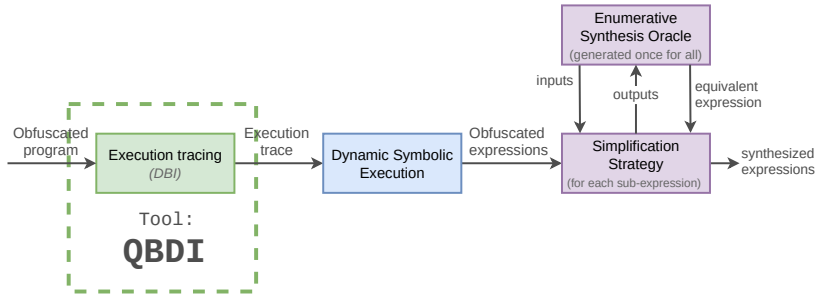 Enumerative
Synthesis Oracle
(generated once for all)
inputs
outputs
equivalent
expression
Obfuscated
program
Execution tracing
(DBI)
Execution
trace
Dynamic Symbolic
Execution
Obfuscated
expressions
Simplification
Strategy
(for each sub-expression)
synthesized
expressions
Tool:
QBDI